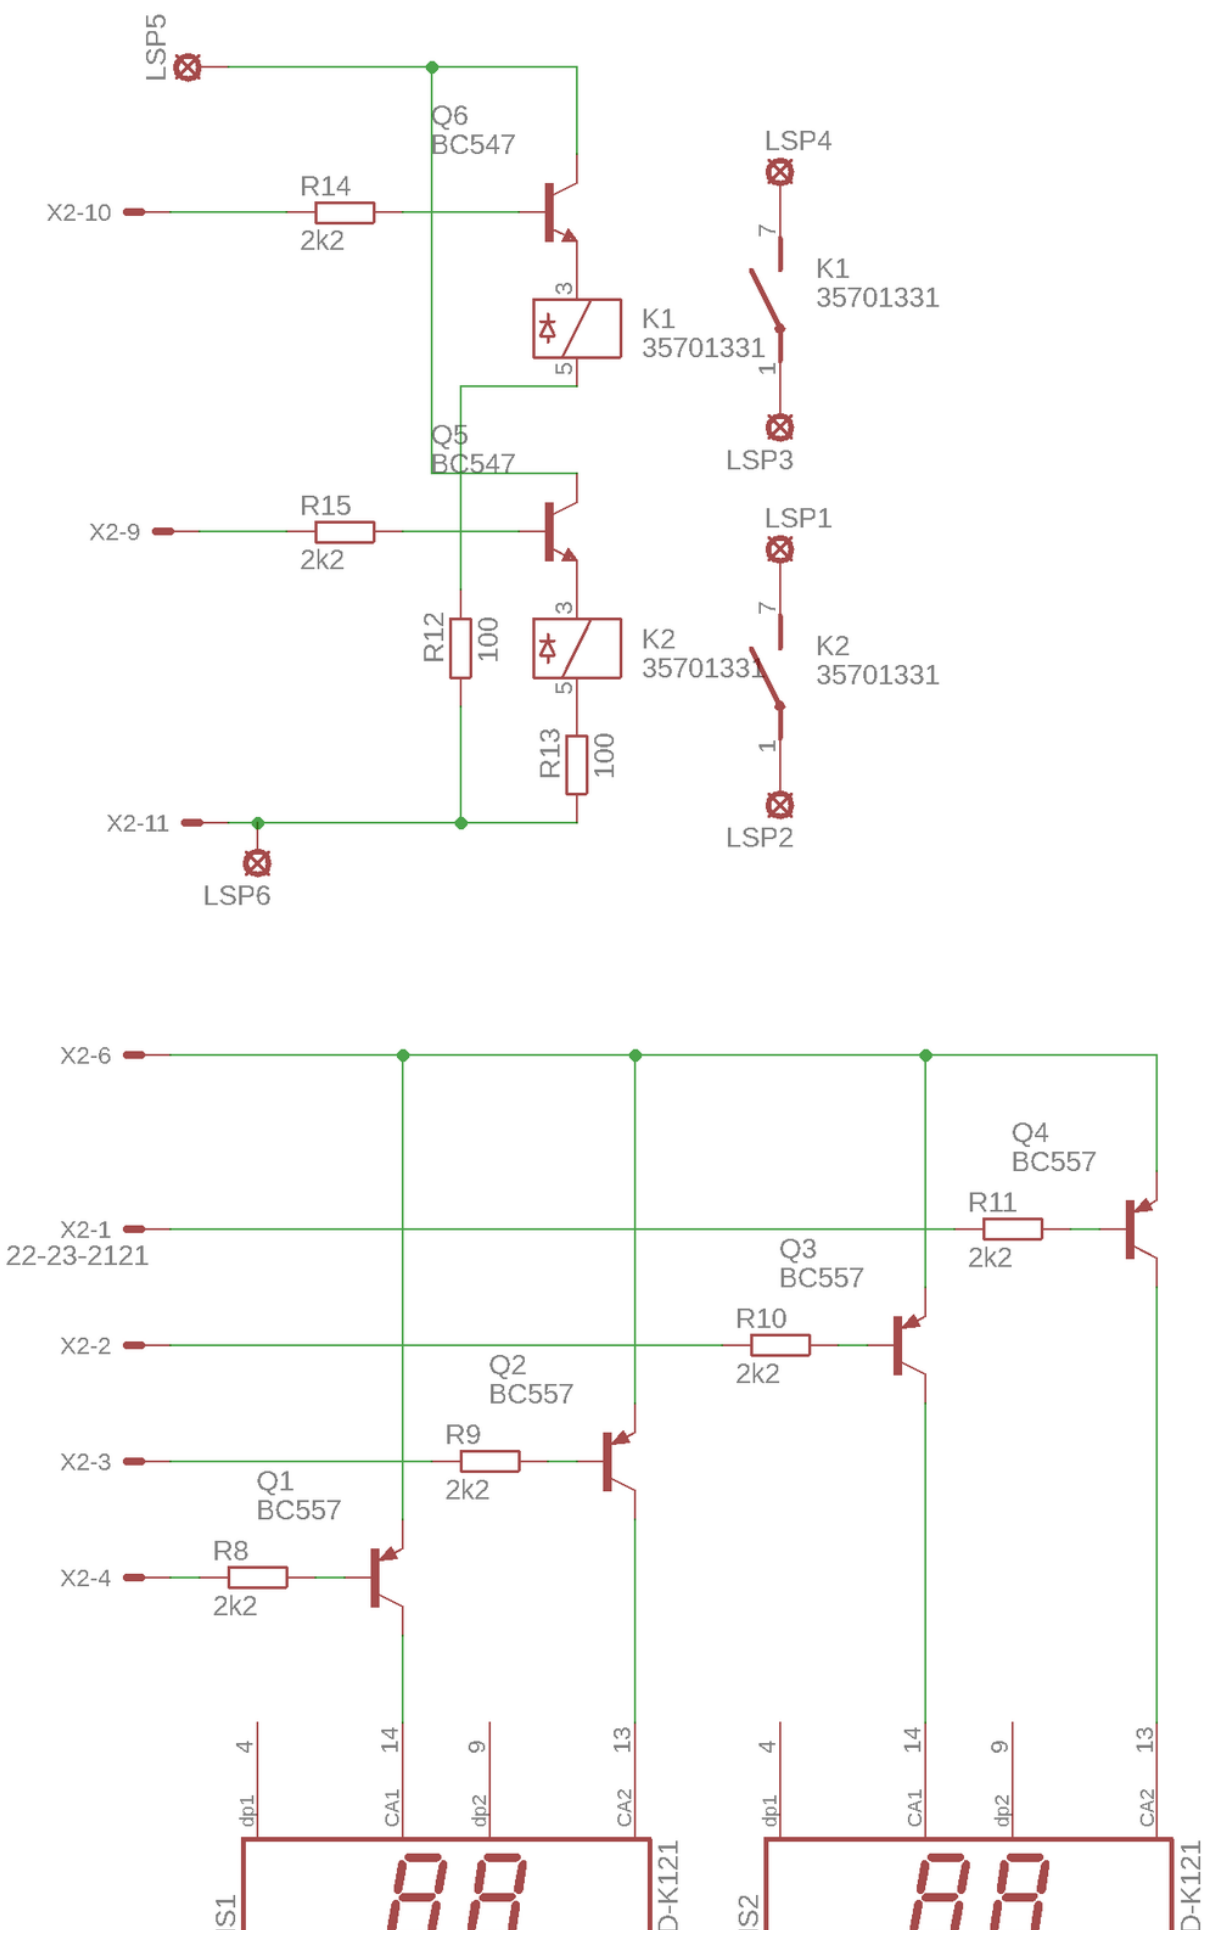 LSP5
Q6
BC547
LSP4
R14
X2-10
2k2
7
K1
35701331
3
K1
35701331
5
1
Q5
BC547
LSP3
R15
X2-9
2k2
LSP1
3
7
R12
100
K2
35701331
K2
35701331
5
1
R13
100
X2-11
LSP2
LSP6
X2-6
Q4
BC557
R11
X2-1
22-23-2121
2k2
Q3
BC557
R10
X2-2
2k2
Q2
BC557
R9
X2-3
2k2
Q1
BC557
R8
X2-4
2k2
4
14
9
13
4
14
9
13
dp1
CA1
dp2
CA2
dp1
CA1
dp2
CA2
IS1
D-K121
IS2
D-K121